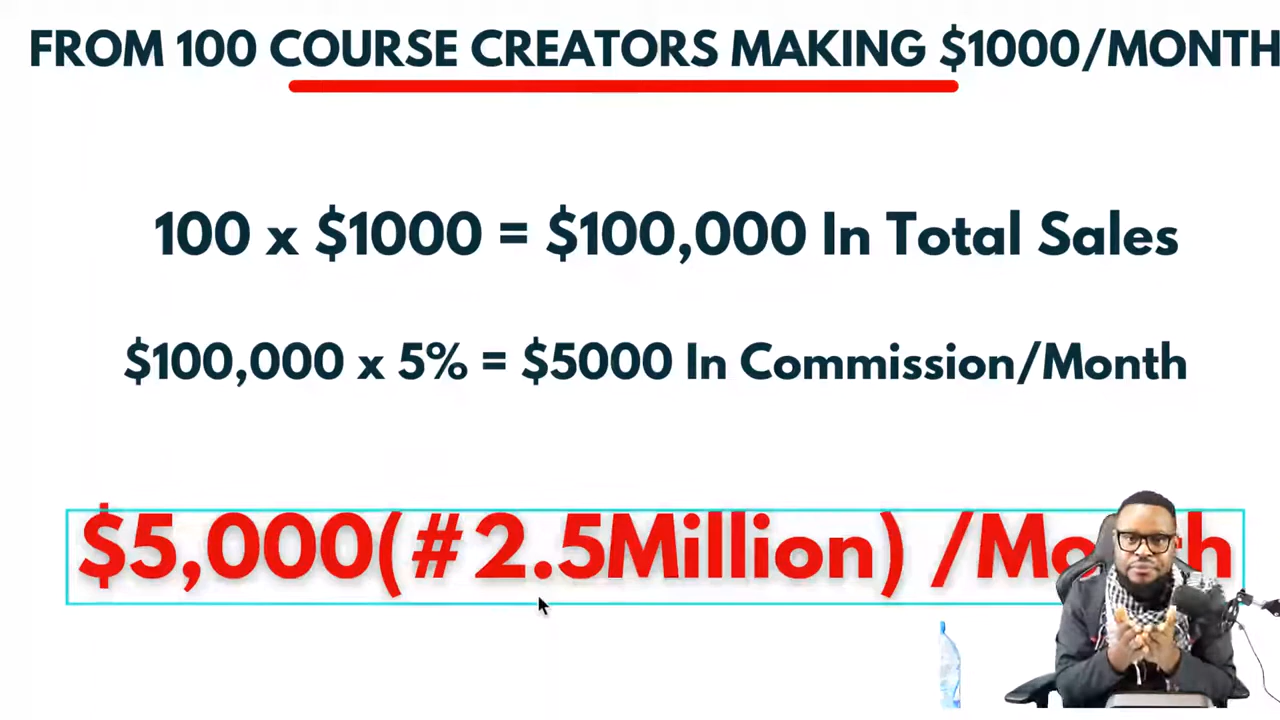 FROM 100 COURSE CREATORS MAKING $1000/MONTH
100 x $1000 = $100,000 In Total Sales
$100,000 x 5% = $5000 In Commission/Month
$5,000(#2.5Million) /Month